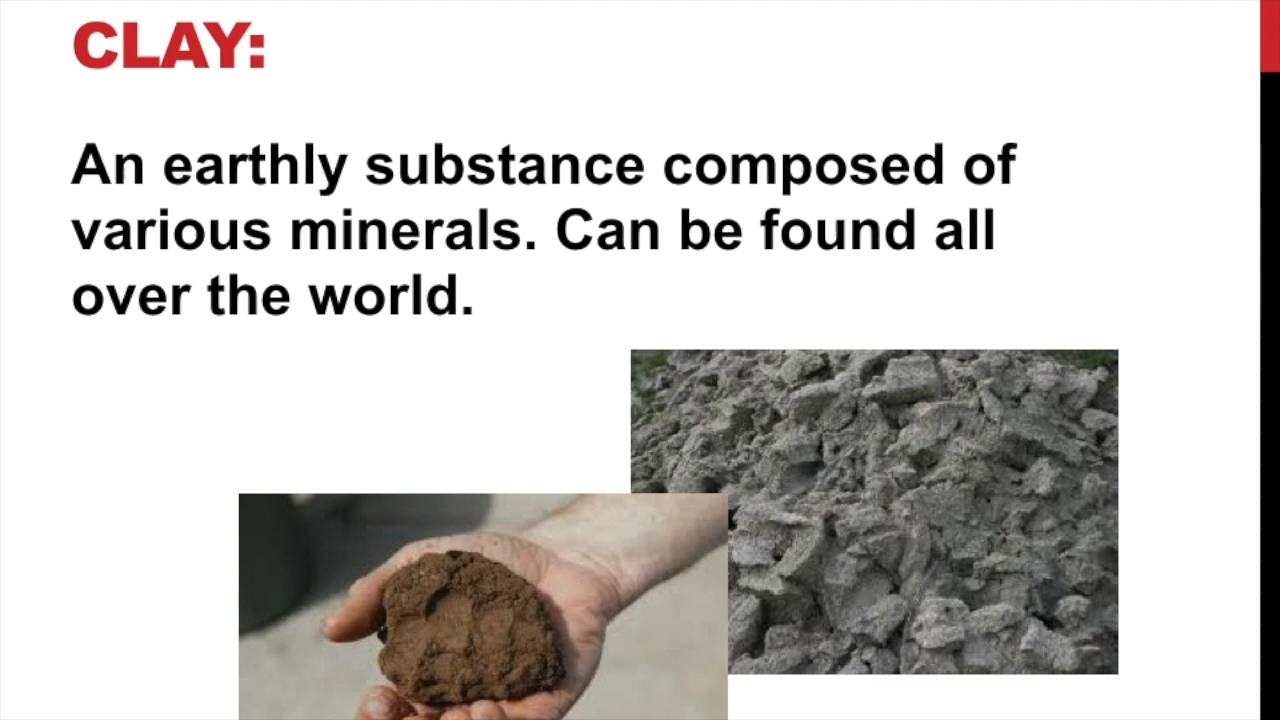 CLAY:
An earthly substance composed of
various minerals. Can be found all
over the world.